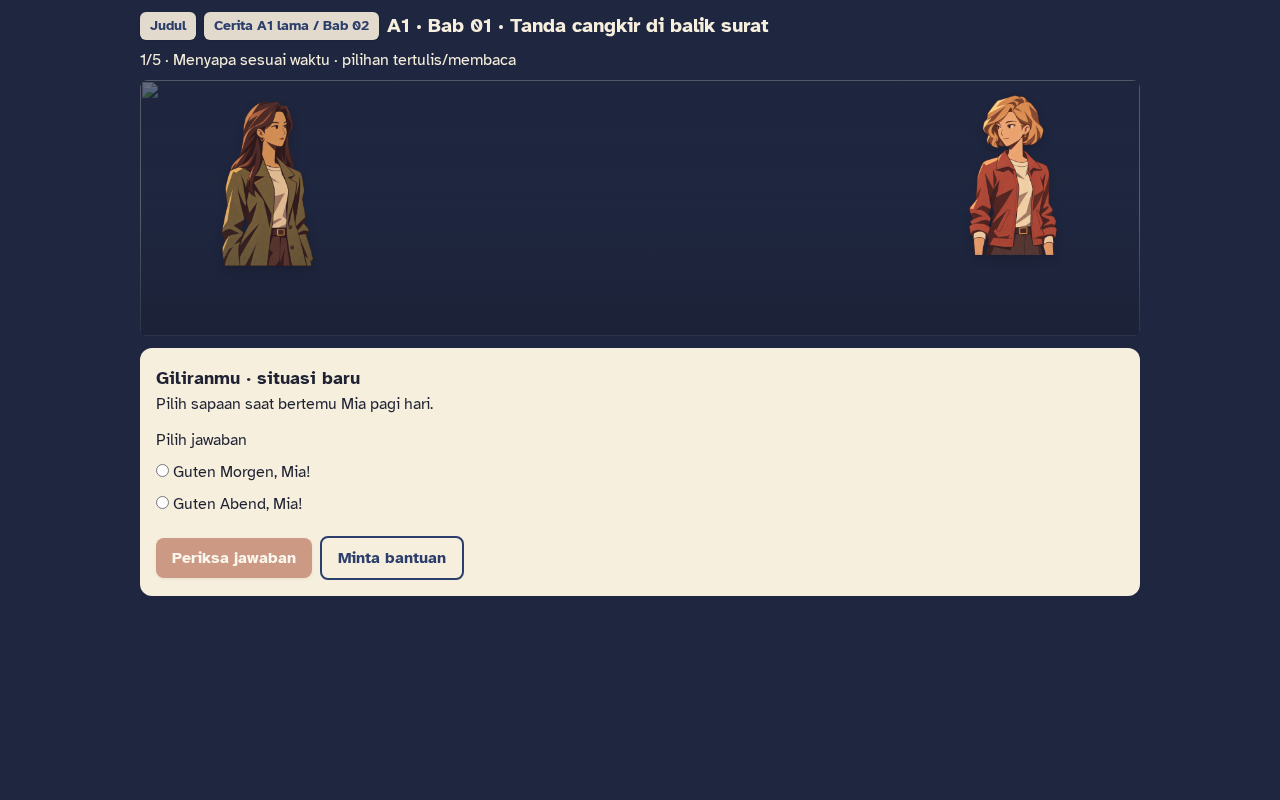 Judul
Cerita A1 lama / Bab 02
A1 · Bab 01 · Tanda cangkir di balik surat
1/5 · Menyapa sesuai waktu · pilihan tertulis/membaca
Giliranmu · situasi baru
Pilih sapaan saat bertemu Mia pagi hari.
Pilih jawaban
Guten Morgen, Mia!
Guten Abend, Mia!
Periksa jawaban
Minta bantuan